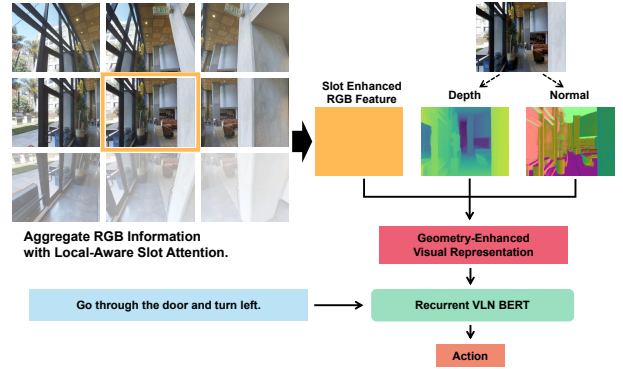 Slot Enhanced
RGB Feature
Depth
Normal
Aggregate RGB Information
with Local-Aware Slot Attention.
Geometry-Enhanced
Visual Representation
Go through the door and turn left.
Recurrent VLN BERT
Action